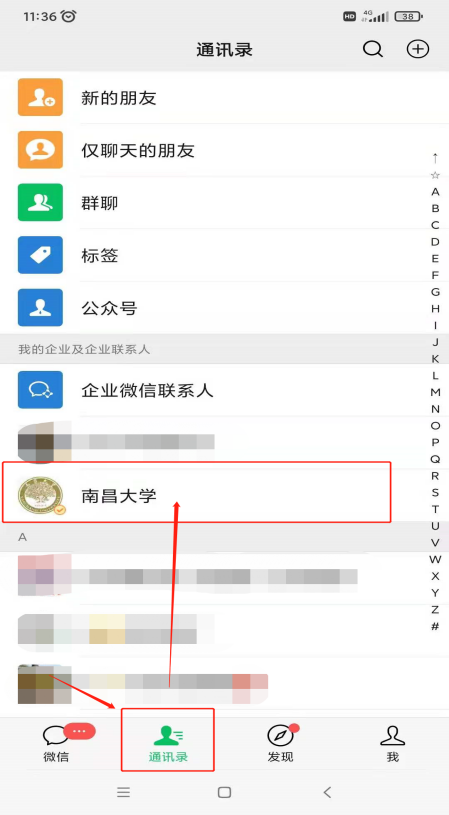 11:36
HD 4G 38
通讯录
新的朋友
仅聊天的朋友
群聊
标签
公众号
我的企业及企业联系人
企业微信联系人
南昌大学
A
↑
☆
A
B
C
D
E
F
G
H
I
J
K
L
M
N
O
P
Q
R
S
T
U
V
W
X
Y
Z
#
微信
通讯录
发现
我